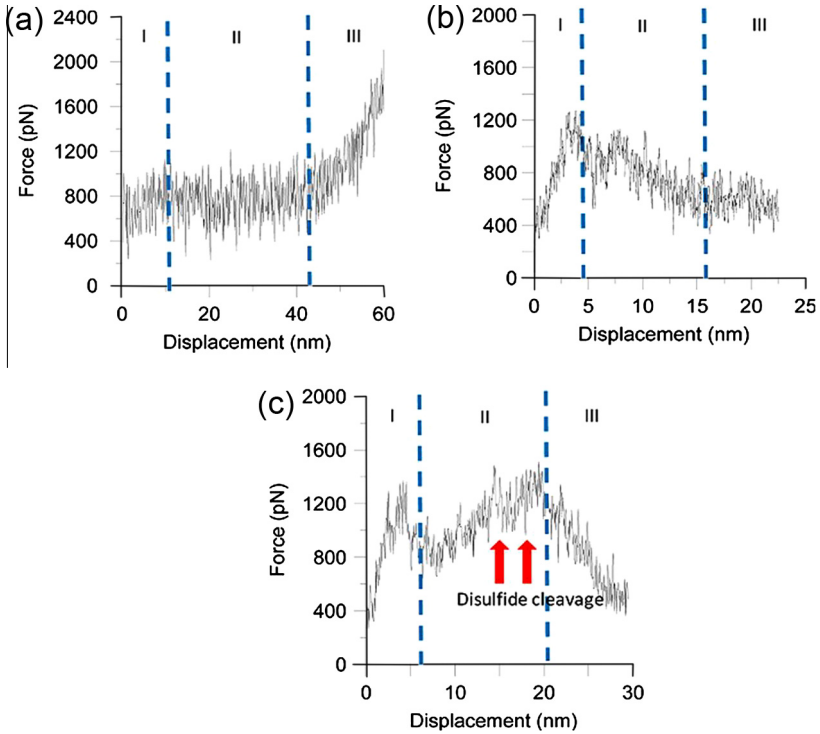 (a)
I II III
2400
2000
1600
1200
800
400
0
Force (pN)
0 20 40 60
Displacement (nm)
(b)
I II III
2000
1600
1200
800
400
0
Force (pN)
0 5 10 15 20 25
Displacement (nm)
(c)
I II III
2000
1600
1200
800
400
0
Force (pN)
Disulfide cleavage
0 10 20 30
Displacement (nm)